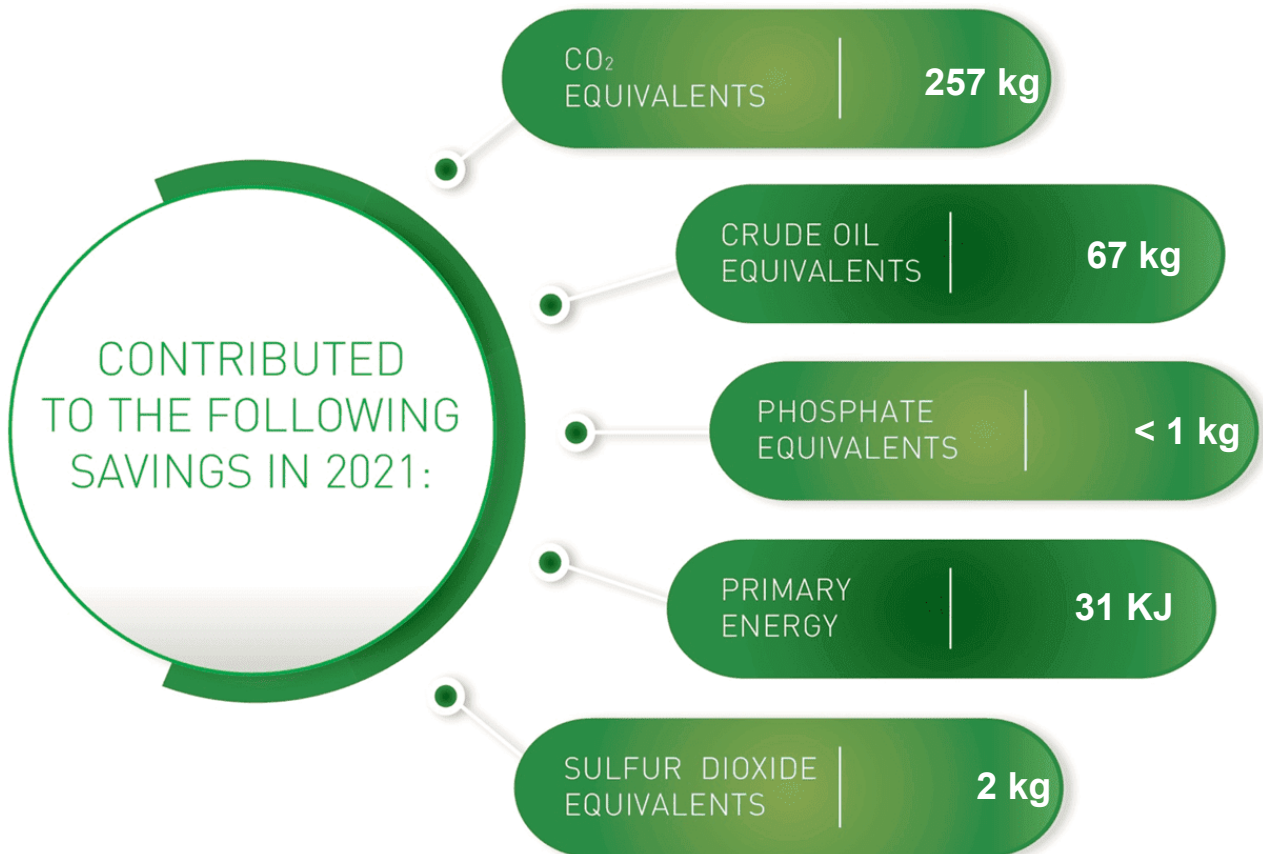 CONTRIBUTED
TO THE FOLLOWING
SAVINGS IN 2021:
CO₂
EQUIVALENTS
257 kg
CRUDE OIL
EQUIVALENTS
67 kg
PHOSPHATE
EQUIVALENTS
< 1 kg
PRIMARY
ENERGY
31 KJ
SULFUR DIOXIDE
EQUIVALENTS
2 kg